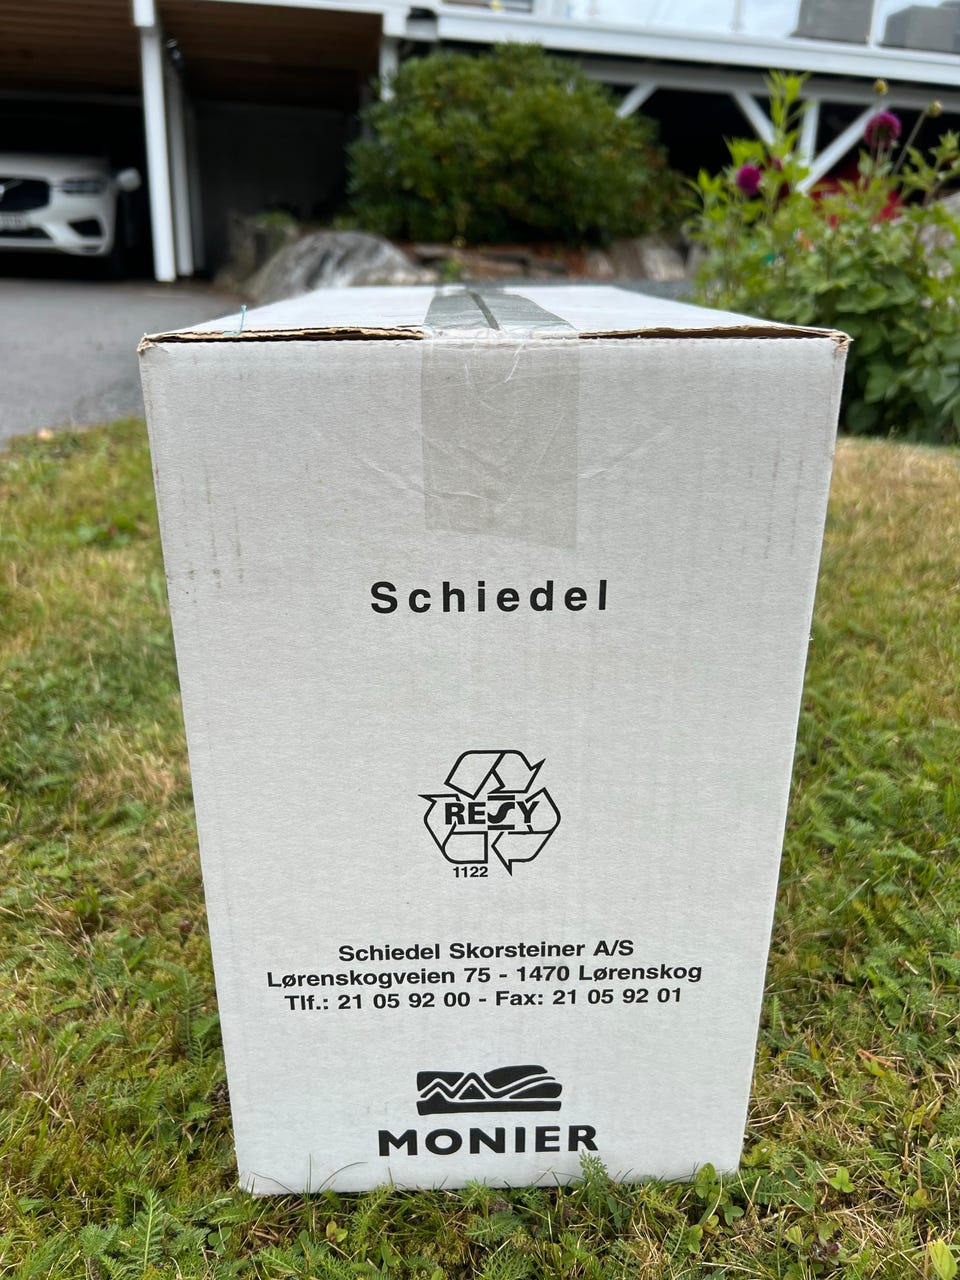 Schiedel
RESY
1122
Schiedel Skorsteiner A/S
Lørenskogveien 75 - 1470 Lørenskog
Tlf.: 21 05 92 00 - Fax: 21 05 92 01
MONIER